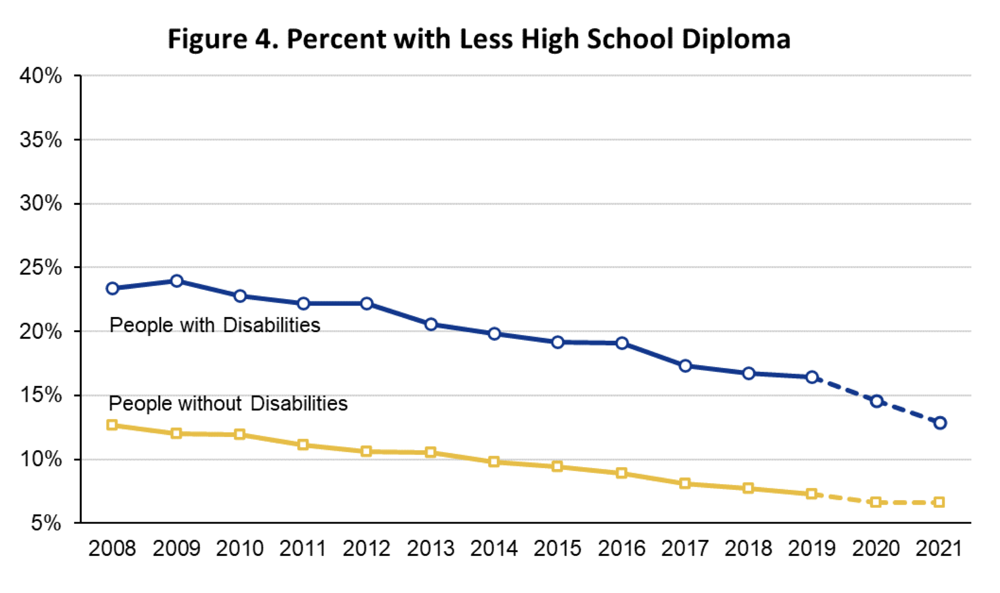 Figure 4. Percent with Less High School Diploma
40%
35%
30%
25%
People with Disabilities
20%
15%
People without Disabilities
10%
5%
2008 2009 2010 2011 2012 2013 2014 2015 2016 2017 2018 2019 2020 2021